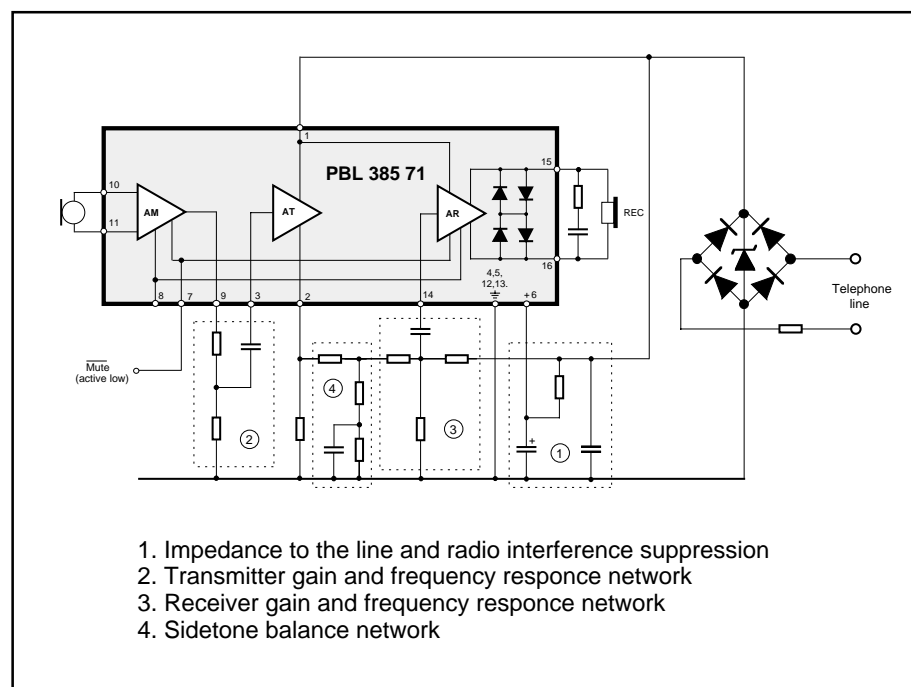 1
PBL 385 71
15
10
AM
AT
AR
REC
11
16
4,5,
12,13.
8
7
9
3
2
14
+ 6
Telephone
line
Mute
(active low)
4
2
3
+
1
1. Impedance to the line and radio interference suppression
2. Transmitter gain and frequency responce network
3. Receiver gain and frequency responce network
4. Sidetone balance network